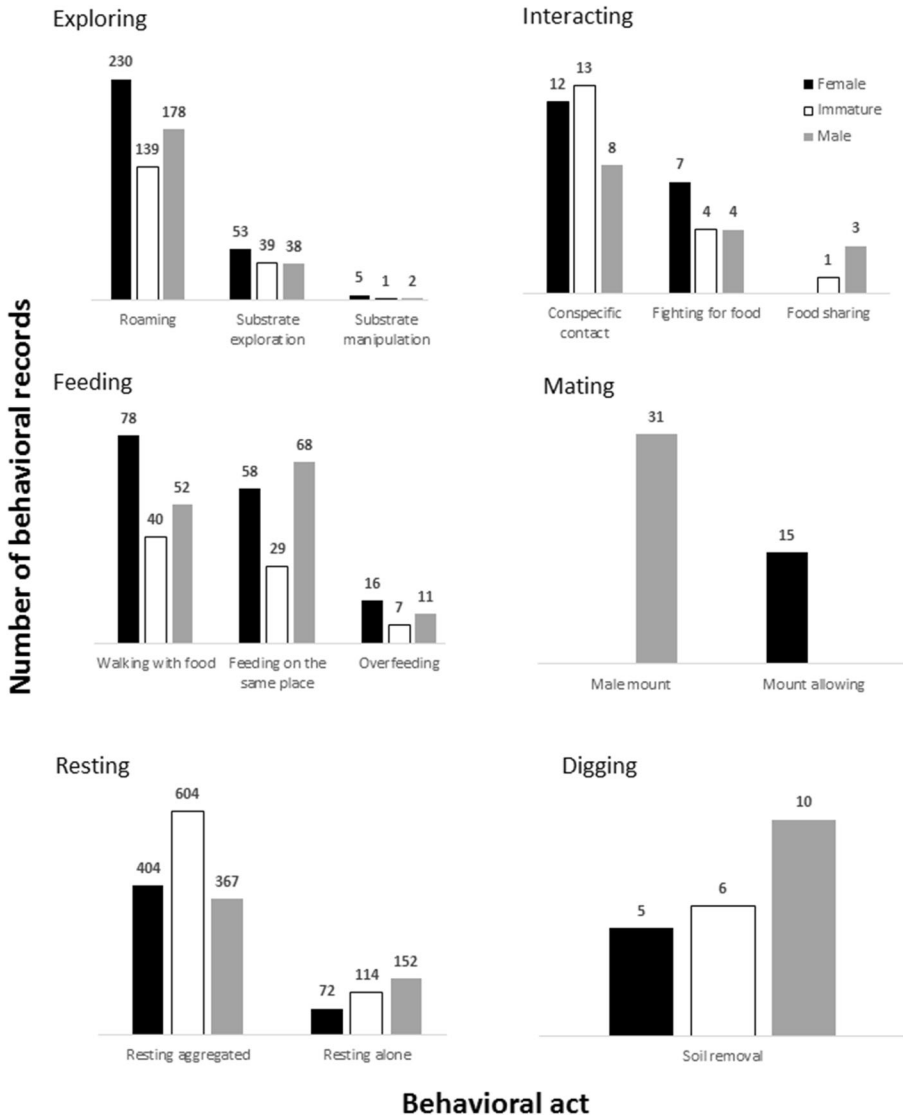 Exploring
230
139
178
53
39
38
5
1
2
Roaming
Substrate
exploration
Substrate
manipulation
Interacting
12
13
8
7
4
4
1
3
Female
Immature
Male
Conspecific
contact
Fighting for food
Food sharing
Number of behavioral records
Feeding
78
40
52
58
29
68
16
7
11
Walking with food
Feeding on the
same place
Overfeeding
Mating
31
15
Male mount
Mount allowing
Resting
404
604
367
72
114
152
Resting aggregated
Resting alone
Digging
5
6
10
Soil removal
Behavioral act